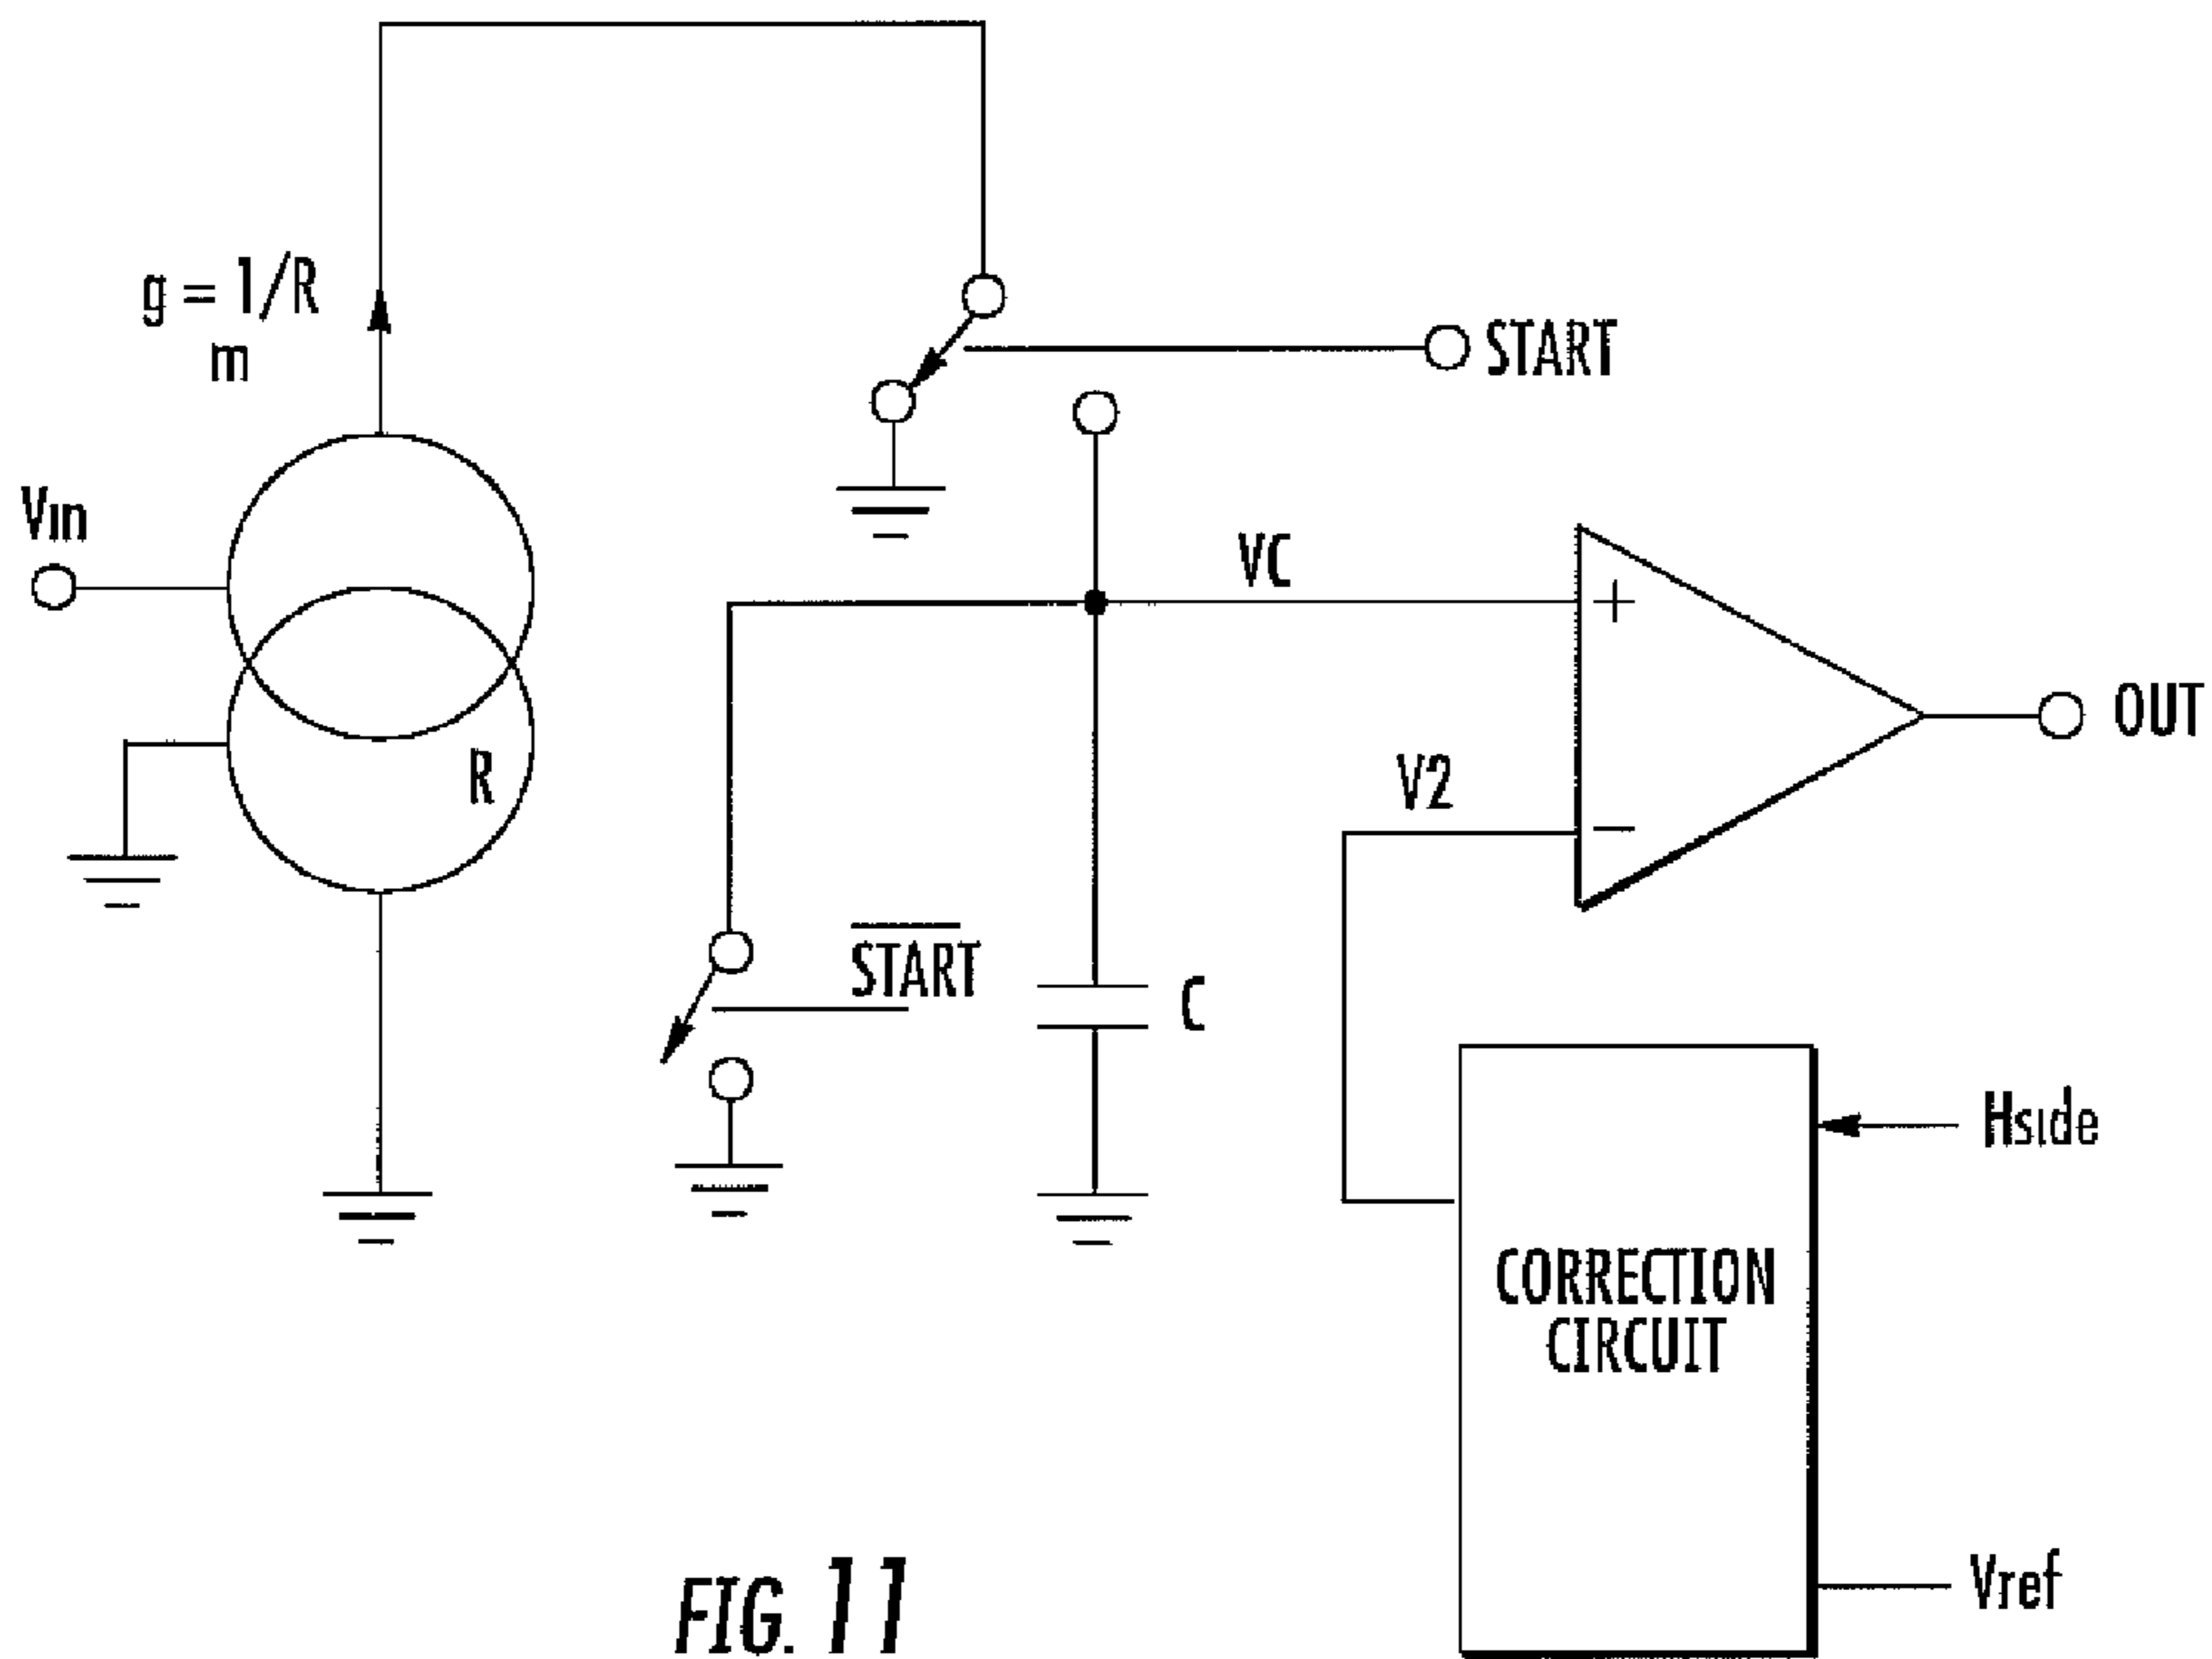 g = 1/R
m
START
Vin
VC
+
OUT
R
V2
−
START
C
Hside
CORRECTION
CIRCUIT
Vref
FIG. 11